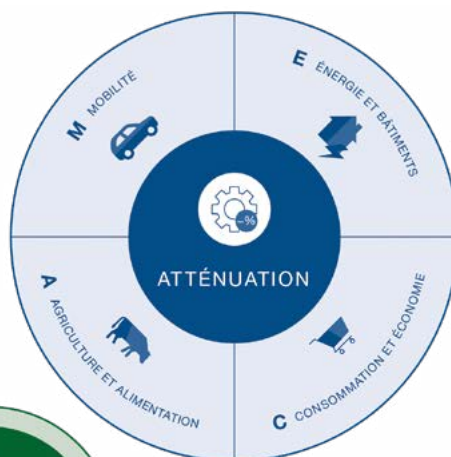 M MOBILITÉ
E ÉNERGIE ET BÂTIMENTS
-%
ATTÉNUATION
A AGRICULTURE ET ALIMENTATION
C CONSOMMATION ET ÉCONOMIE